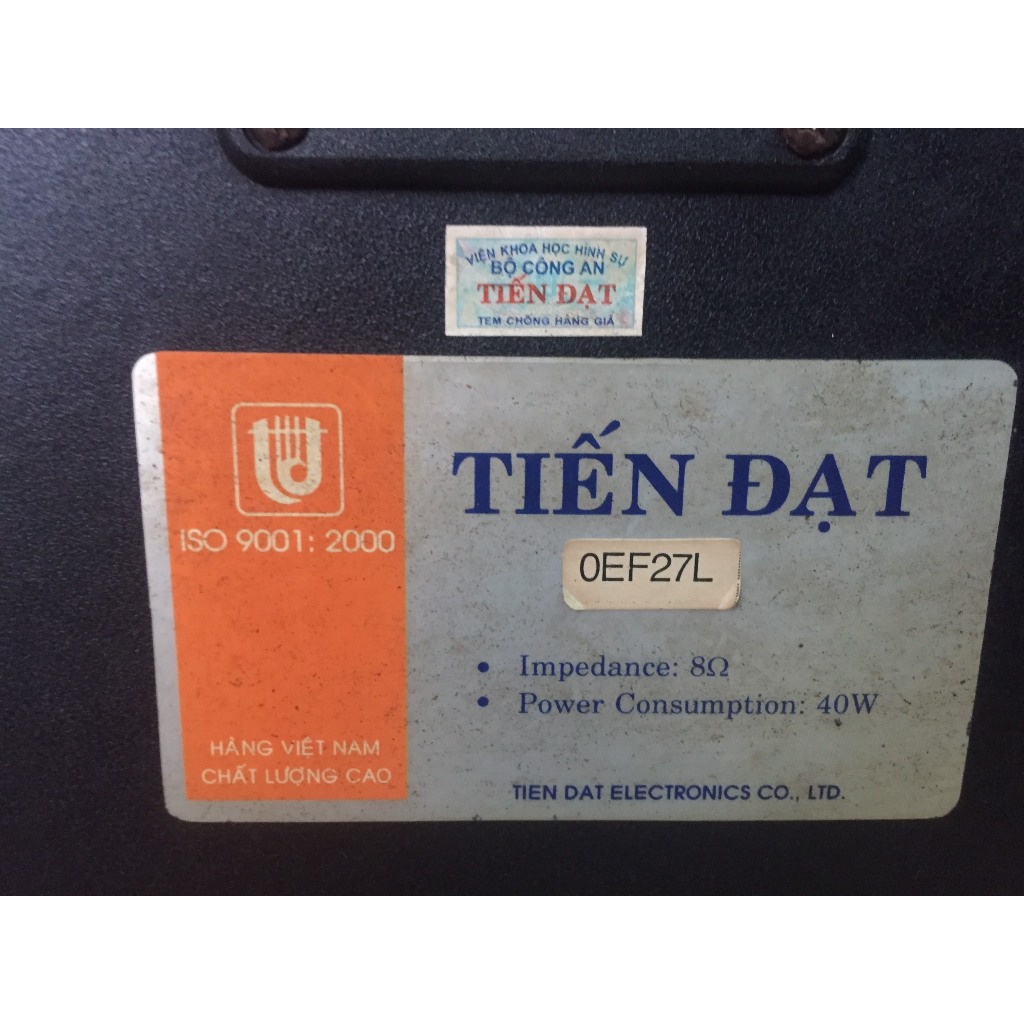 VIỆN KHOA HỌC HÌNH SỰ
BỘ CÔNG AN
TIẾN ĐẠT
TEM CHỐNG HÀNG GIẢ
ISO 9001: 2000
HÀNG VIỆT NAM
CHẤT LƯỢNG CAO
TIẾN ĐẠT
0EF27L
• Impedance: 8Ω
• Power Consumption: 40W
TIEN DAT ELECTRONICS CO., LTD.